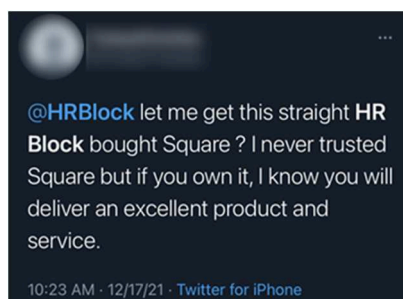 @HRBlock let me get this straight HR
Block bought Square ? I never trusted
Square but if you own it, I know you will
deliver an excellent product and
service.
10:23 AM · 12/17/21 · Twitter for iPhone